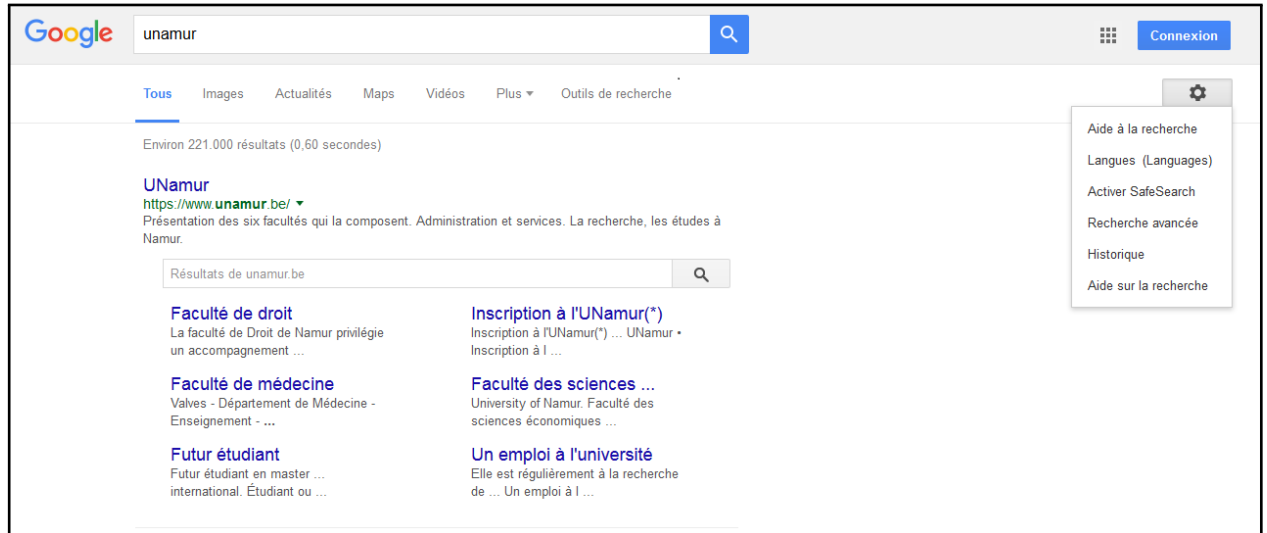 Google
unamur
Connexion
Tous Images Actualités Maps Vidéos Plus Outils de recherche
Environ 221.000 résultats (0,60 secondes)
UNamur
https://www.unamur.be/
Présentation des six facultés qui la composent. Administration et services. La recherche, les études à
Namur.
Résultats de unamur.be
Faculté de droit
La faculté de Droit de Namur privilégie
un accompagnement ...
Inscription à l'UNamur(*)
Inscription à l'UNamur(*) ... UNamur •
Inscription à l ...
Faculté de médecine
Valves - Département de Médecine -
Enseignement - ...
Faculté des sciences ...
University of Namur. Faculté des
sciences économiques ...
Futur étudiant
Futur étudiant en master ...
international. Étudiant ou ...
Un emploi à l'université
Elle est régulièrement à la recherche
de ... Un emploi à l ...
Aide à la recherche
Langues (Languages)
Activer SafeSearch
Recherche avancée
Historique
Aide sur la recherche